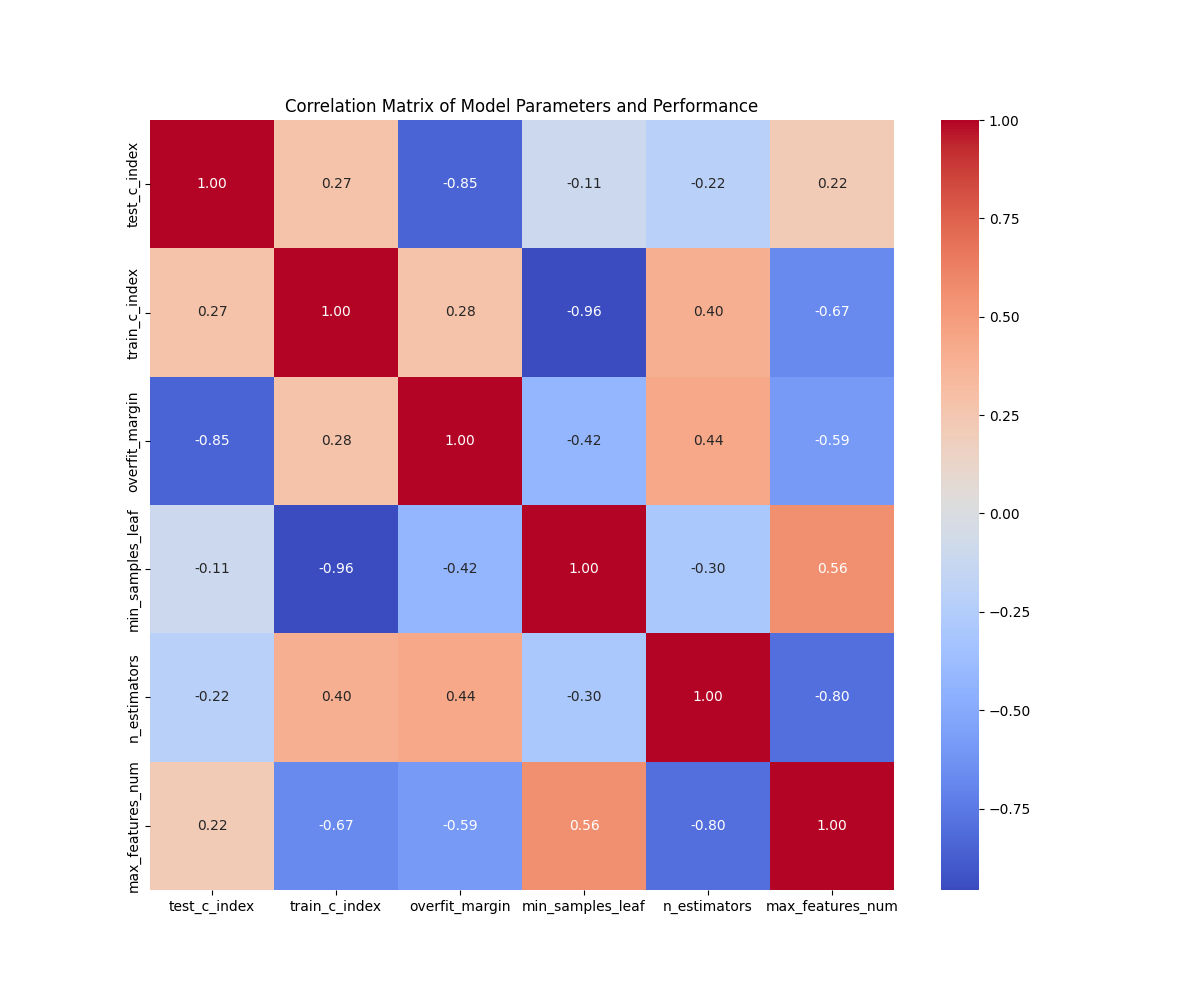 Correlation Matrix of Model Parameters and Performance
test_c_index 1.00 0.27 -0.85 -0.11 -0.22 0.22
train_c_index 0.27 1.00 0.28 -0.96 0.40 -0.67
overfit_margin -0.85 0.28 1.00 -0.42 0.44 -0.59
min_samples_leaf -0.11 -0.96 -0.42 1.00 -0.30 0.56
n_estimators -0.22 0.40 0.44 -0.30 1.00 -0.80
max_features_num 0.22 -0.67 -0.59 0.56 -0.80 1.00
test_c_index train_c_index overfit_margin min_samples_leaf n_estimators max_features_num
1.00
0.75
0.50
0.25
0.00
−0.25
−0.50
−0.75